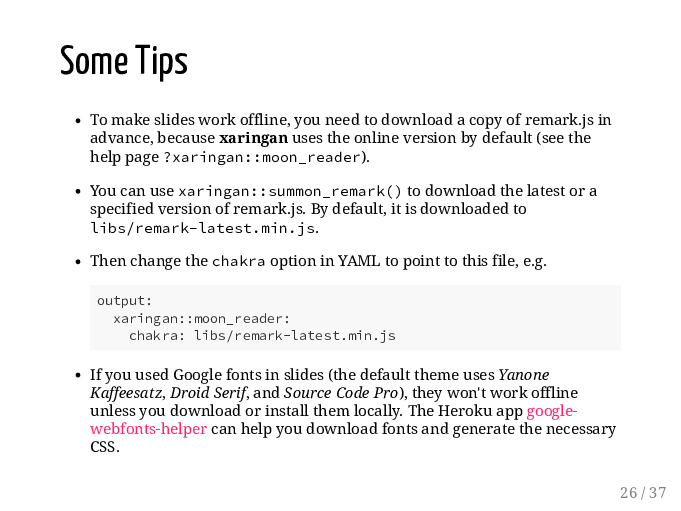 Some Tips
• To make slides work offline, you need to download a copy of remark.js in
advance, because xaringan uses the online version by default (see the
help page ?xaringan::moon_reader).
• You can use xaringan::summon_remark() to download the latest or a
specified version of remark.js. By default, it is downloaded to
libs/remark-latest.min.js.
• Then change the chakra option in YAML to point to this file, e.g.
output:
  xaringan::moon_reader:
    chakra: libs/remark-latest.min.js
• If you used Google fonts in slides (the default theme uses Yanone
Kaffeesatz, Droid Serif, and Source Code Pro), they won't work offline
unless you download or install them locally. The Heroku app google-
webfonts-helper can help you download fonts and generate the necessary
CSS.
26 / 37